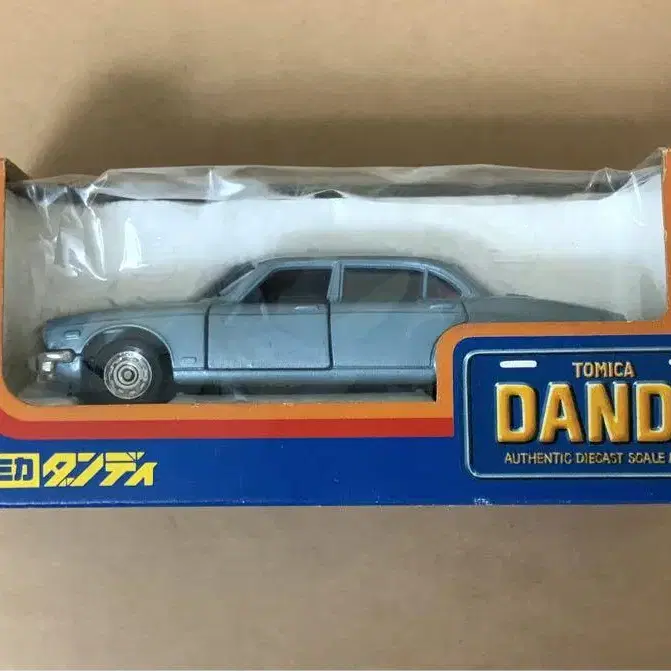 TOMICA
DAND
AUTHENTIC DIECAST SCALE
ミカ ダンディ